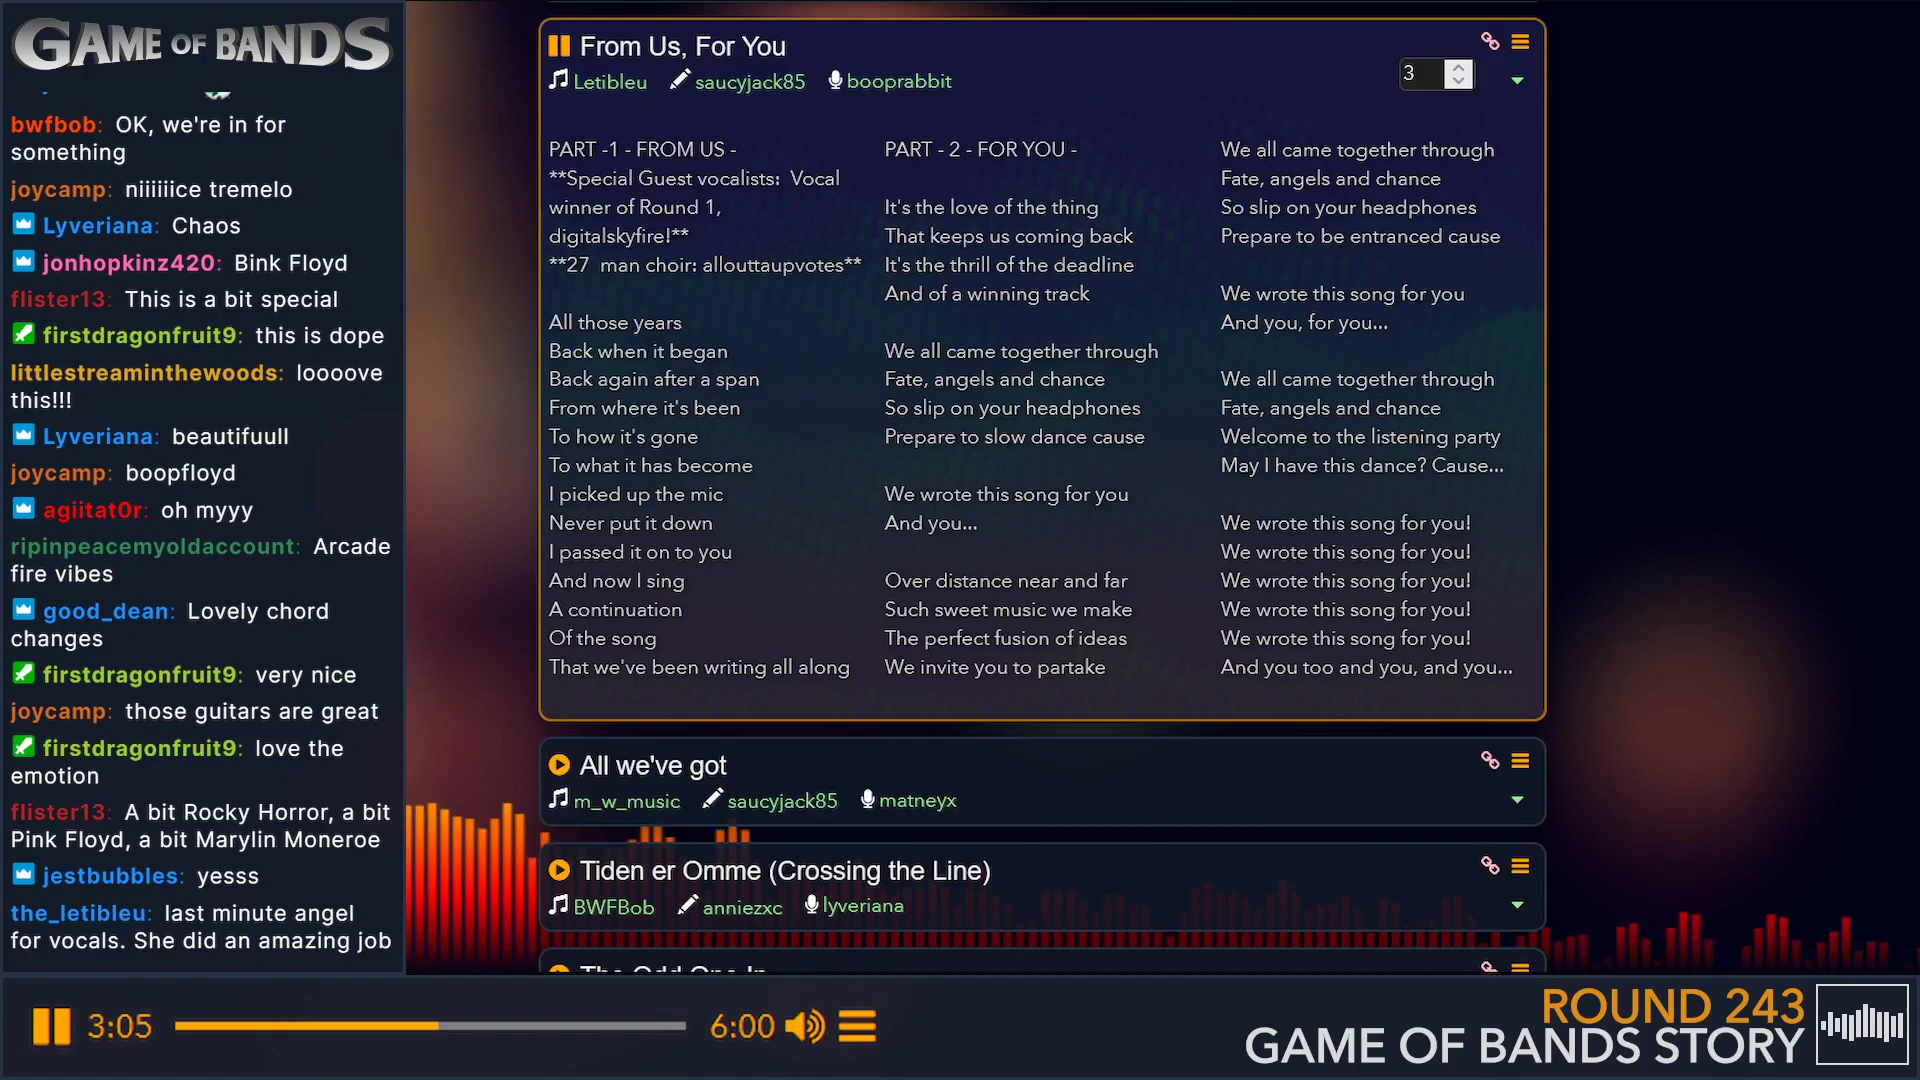 GAME OF BANDS
bwfbob: OK, we're in for
something
joycamp: niiiiiice tremelo
Lyveriana: Chaos
jonhopkinz420: Bink Floyd
flister13: This is a bit special
firstdragonfruit9: this is dope
littlestreaminthewoods: loooove
this!!!
Lyveriana: beautifuull
joycamp: boopfloyd
agiitat0r: oh myyy
ripinpeacemyoldaccount: Arcade
fire vibes
good_dean: Lovely chord
changes
firstdragonfruit9: very nice
joycamp: those guitars are great
firstdragonfruit9: love the
emotion
flister13: A bit Rocky Horror, a bit
Pink Floyd, a bit Marylin Moneroe
jestbubbles: yesss
the_letibleu: last minute angel
for vocals. She did an amazing job
From Us, For You
Letibleu saucyjack85 booprabbit
3
PART -1 - FROM US -
**Special Guest vocalists: Vocal
winner of Round 1,
digitalskyfire!**
**27 man choir: allouttaupvotes**
All those years
Back when it began
Back again after a span
From where it's been
To how it's gone
To what it has become
I picked up the mic
Never put it down
I passed it on to you
And now I sing
A continuation
Of the song
That we've been writing all along
PART - 2 - FOR YOU -
It's the love of the thing
That keeps us coming back
It's the thrill of the deadline
And of a winning track
We all came together through
Fate, angels and chance
So slip on your headphones
Prepare to slow dance cause
We wrote this song for you
And you...
Over distance near and far
Such sweet music we make
The perfect fusion of ideas
We invite you to partake
We all came together through
Fate, angels and chance
So slip on your headphones
Prepare to be entranced cause
We wrote this song for you
And you, for you...
We all came together through
Fate, angels and chance
Welcome to the listening party
May I have this dance? Cause...
We wrote this song for you!
We wrote this song for you!
We wrote this song for you!
We wrote this song for you!
We wrote this song for you!
And you too and you, and you...
All we've got
m_w_music saucyjack85 matneyx
Tiden er Omme (Crossing the Line)
BWFBob anniezxc lyveriana
The Odd One In
3:05 6:00
ROUND 243
GAME OF BANDS STORY